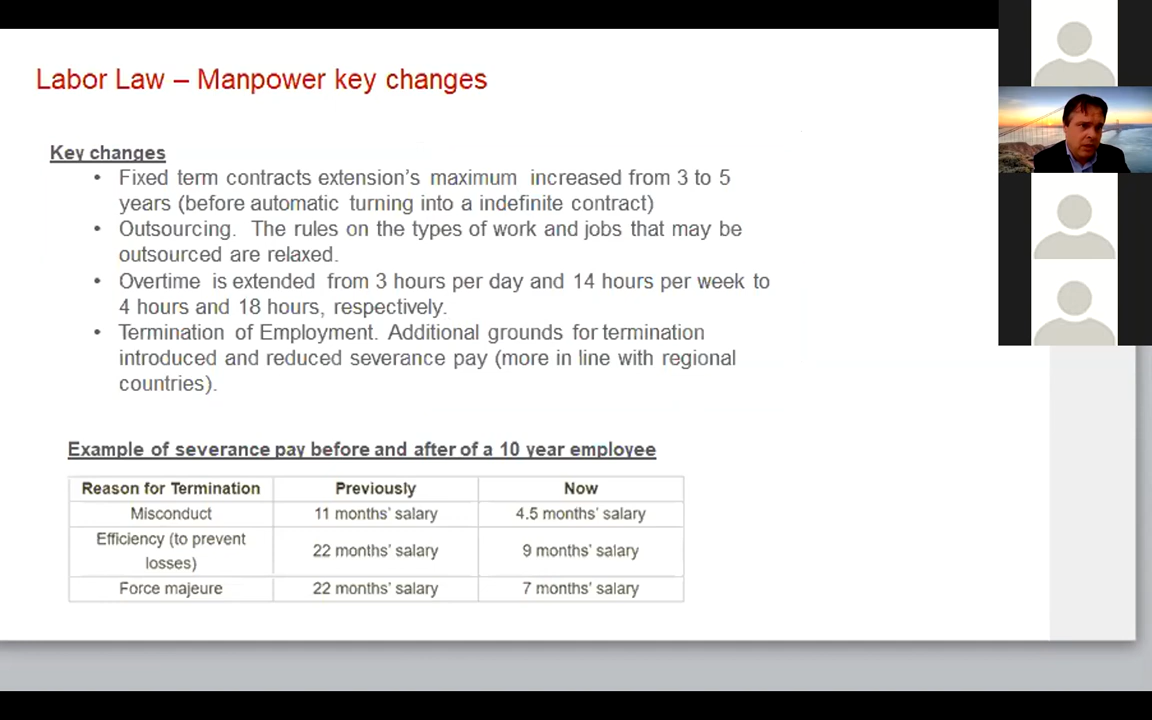 Labor Law – Manpower key changes
Key changes
• Fixed term contracts extension's maximum increased from 3 to 5
years (before automatic turning into a indefinite contract)
• Outsourcing. The rules on the types of work and jobs that may be
outsourced are relaxed.
• Overtime is extended from 3 hours per day and 14 hours per week to
4 hours and 18 hours, respectively.
• Termination of Employment. Additional grounds for termination
introduced and reduced severance pay (more in line with regional
countries).
Example of severance pay before and after of a 10 year employee
Reason for Termination Previously Now
Misconduct 11 months' salary 4.5 months' salary
Efficiency (to prevent
losses) 22 months' salary 9 months' salary
Force majeure 22 months' salary 7 months' salary